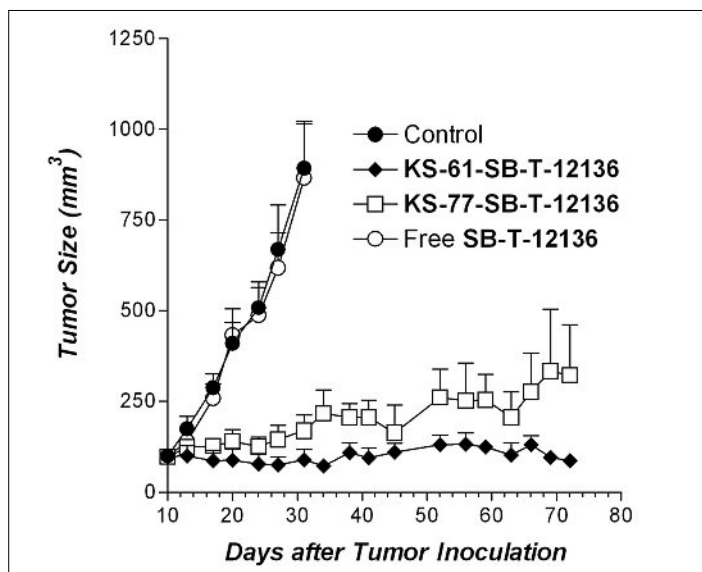 1250
1000
750
500
250
0
Tumor Size (mm³)
Control
KS-61-SB-T-12136
KS-77-SB-T-12136
Free SB-T-12136
10 20 30 40 50 60 70 80
Days after Tumor Inoculation